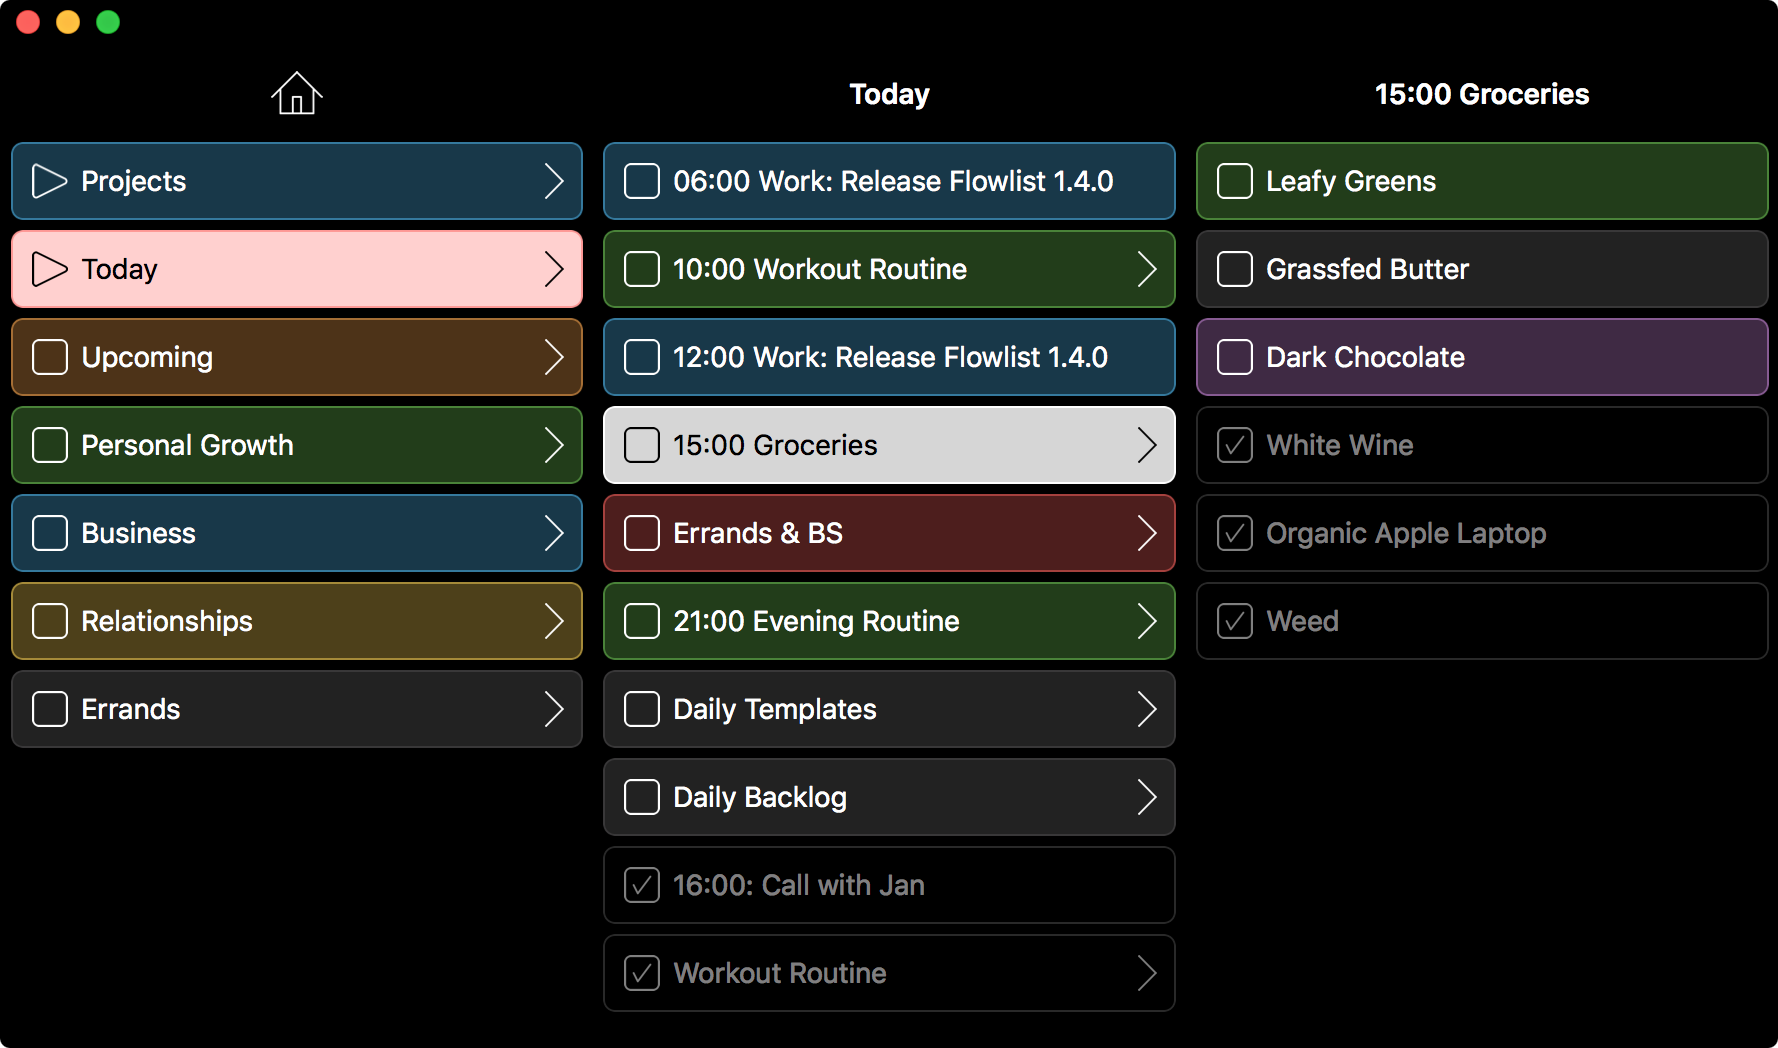 Projects
Today
Upcoming
Personal Growth
Business
Relationships
Errands
Today
06:00 Work: Release Flowlist 1.4.0
10:00 Workout Routine
12:00 Work: Release Flowlist 1.4.0
15:00 Groceries
Errands & BS
21:00 Evening Routine
Daily Templates
Daily Backlog
16:00: Call with Jan
Workout Routine
15:00 Groceries
Leafy Greens
Grassfed Butter
Dark Chocolate
White Wine
Organic Apple Laptop
Weed